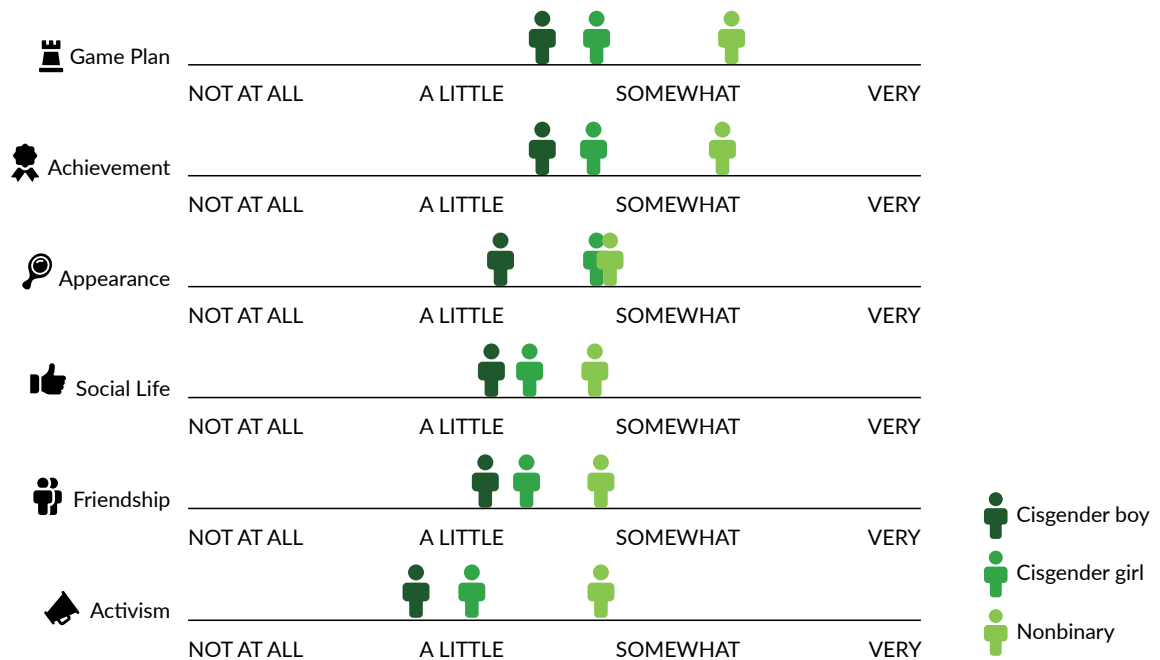 Game Plan
NOT AT ALL A LITTLE SOMEWHAT VERY
Achievement
NOT AT ALL A LITTLE SOMEWHAT VERY
Appearance
NOT AT ALL A LITTLE SOMEWHAT VERY
Social Life
NOT AT ALL A LITTLE SOMEWHAT VERY
Friendship
NOT AT ALL A LITTLE SOMEWHAT VERY
Activism
NOT AT ALL A LITTLE SOMEWHAT VERY
Cisgender boy
Cisgender girl
Nonbinary